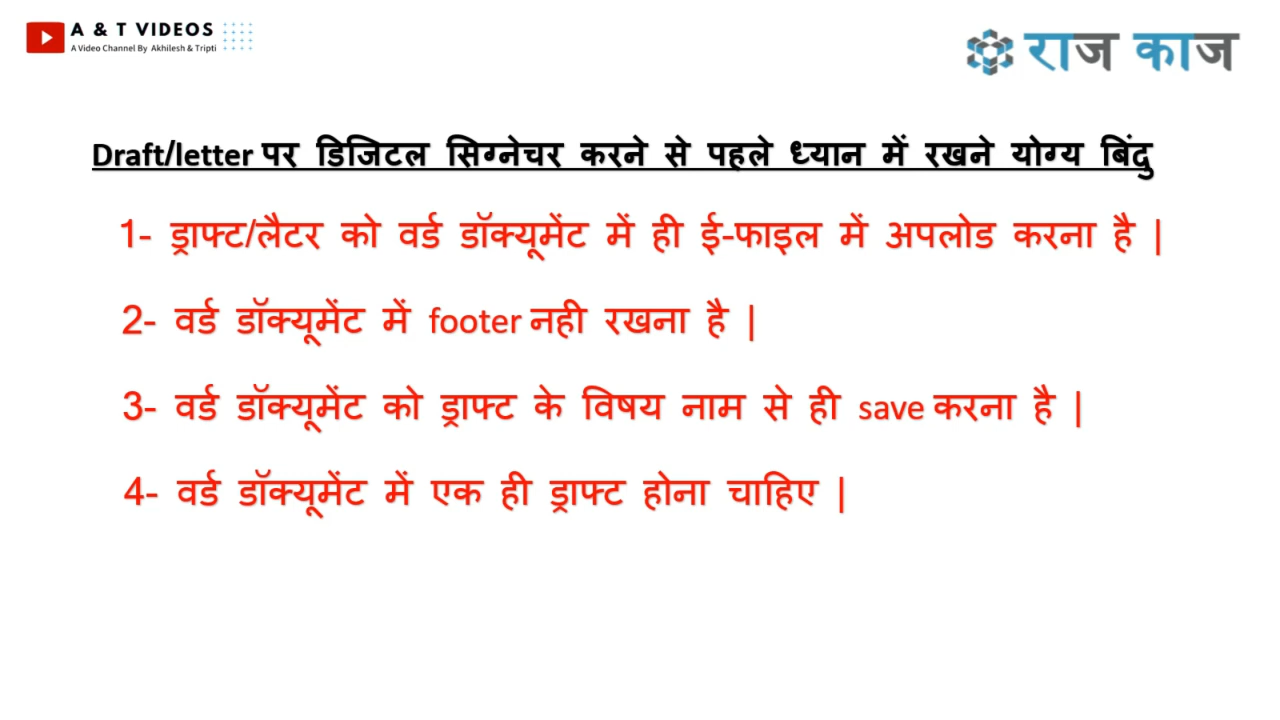 A & T VIDEOS
A Video Channel By Akhilesh & Tripti
राज काज
Draft/letter पर डिजिटल सिग्नेचर करने से पहले ध्यान में रखने योग्य बिंदु
1- ड्राफ्ट/लैटर को वर्ड डॉक्यूमेंट में ही ई-फाइल में अपलोड करना है |
2- वर्ड डॉक्यूमेंट में footer नही रखना है |
3- वर्ड डॉक्यूमेंट को ड्राफ्ट के विषय नाम से ही save करना है |
4- वर्ड डॉक्यूमेंट में एक ही ड्राफ्ट होना चाहिए |